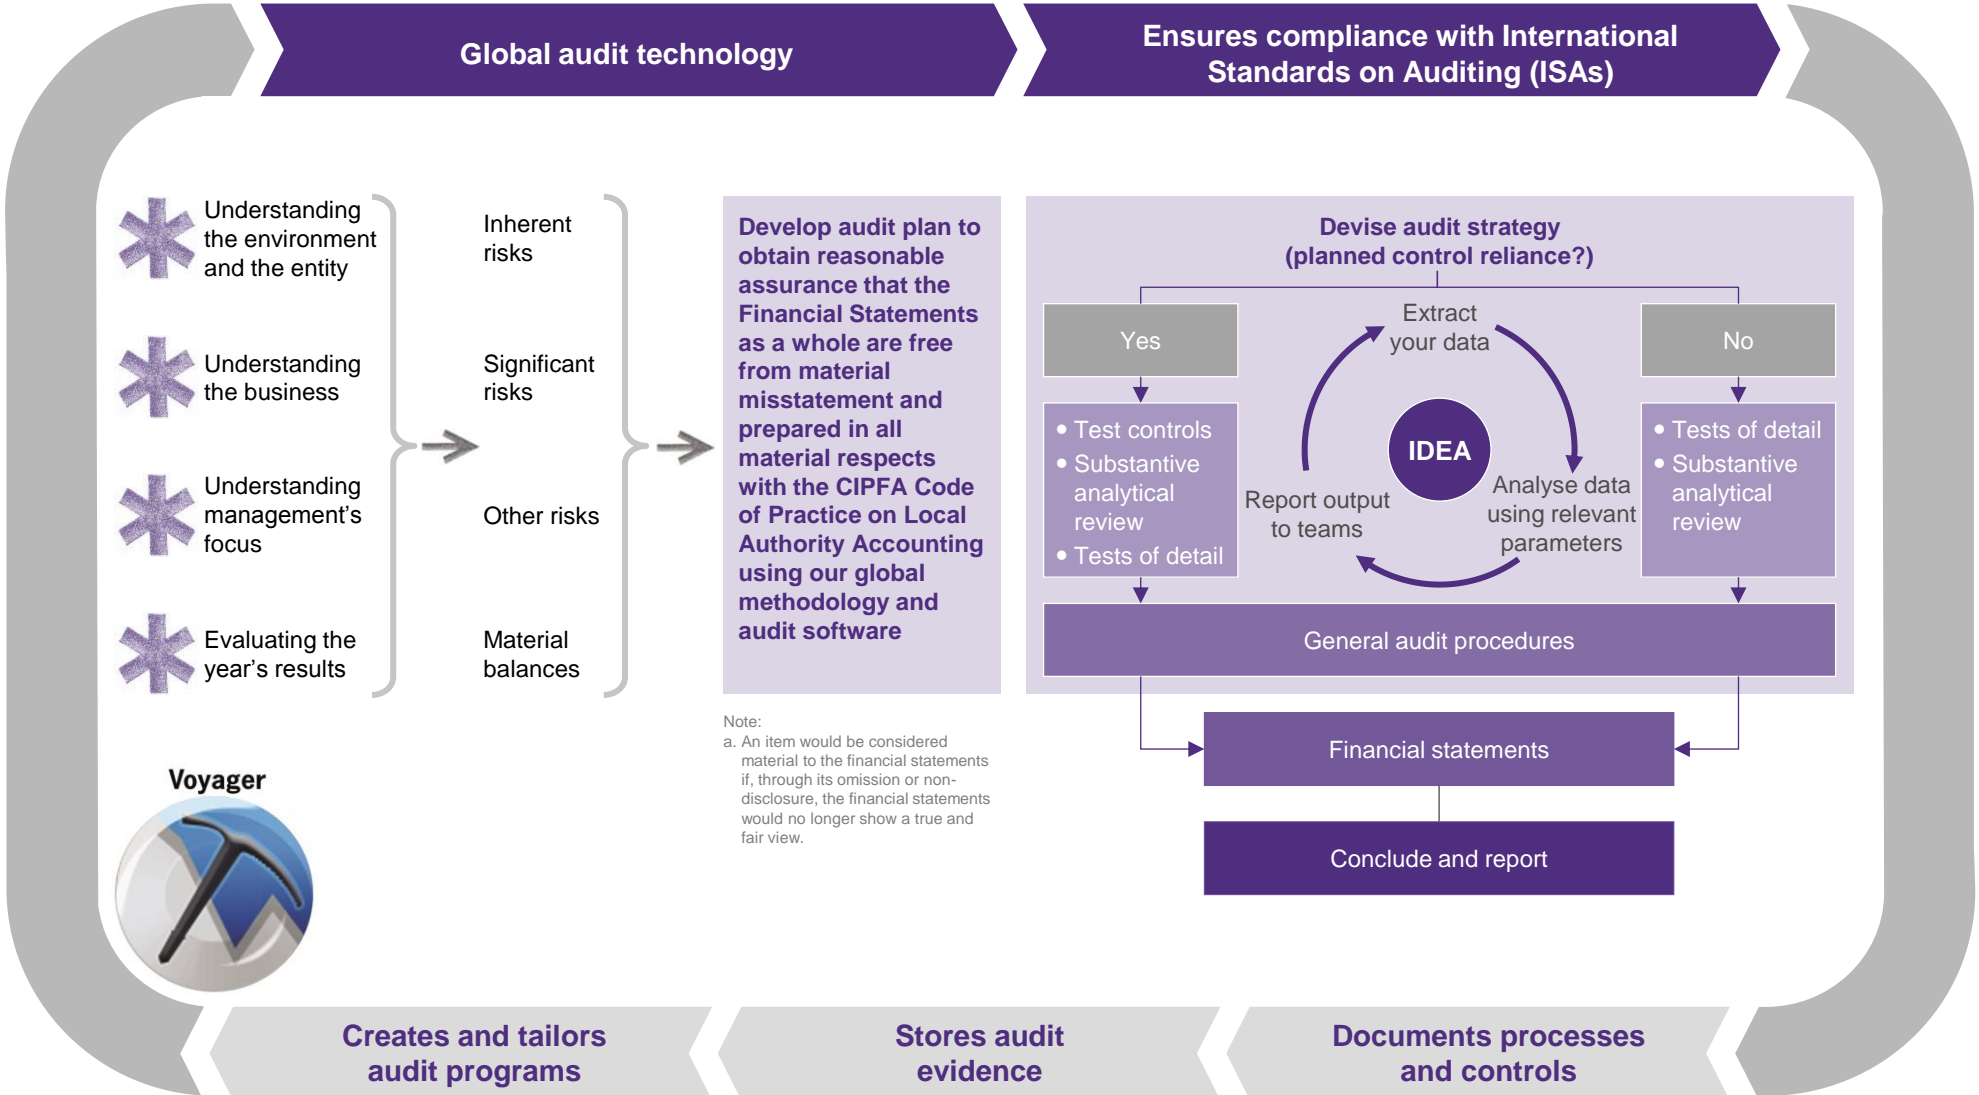 Global audit technology
Ensures compliance with International
Standards on Auditing (ISAs)
Understanding
the environment
and the entity
Understanding
the business
Understanding
management’s
focus
Evaluating the
year’s results
Inherent
risks
Significant
risks
Other risks
Material
balances
Develop audit plan to
obtain reasonable
assurance that the
Financial Statements
as a whole are free
from material
misstatement and
prepared in all
material respects
with the CIPFA Code
of Practice on Local
Authority Accounting
using our global
methodology and
audit software
Note:
a. An item would be considered
material to the financial statements
if, through its omission or non-
disclosure, the financial statements
would no longer show a true and
fair view.
Devise audit strategy
(planned control reliance?)
Yes
• Test controls
• Substantive
analytical
review
• Tests of detail
Extract
your data
IDEA
Analyse data
using relevant
parameters
Report output
to teams
No
• Tests of detail
• Substantive
analytical
review
General audit procedures
Financial statements
Conclude and report
Voyager
Creates and tailors
audit programs
Stores audit
evidence
Documents processes
and controls